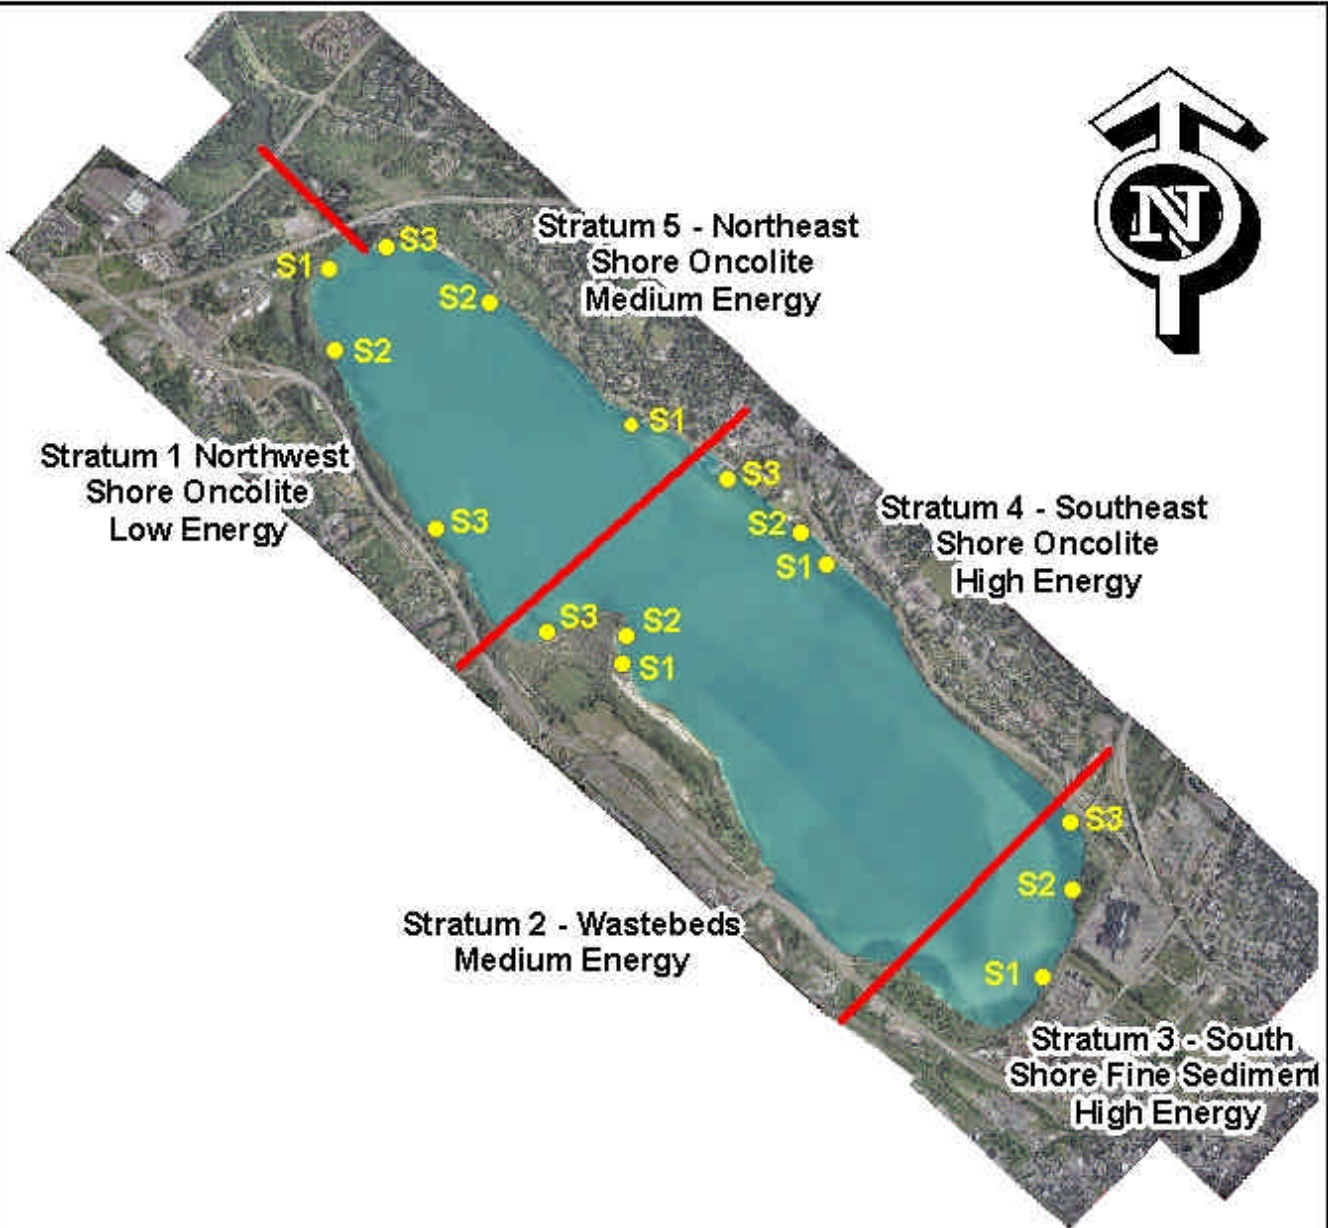 N
Stratum 5 - Northeast
Shore Oncolite
Medium Energy
S3
S1
S2
S2
S1
Stratum 1 Northwest
Shore Oncolite
Low Energy
S3
S3
S2
S1
Stratum 4 - Southeast
Shore Oncolite
High Energy
S3
S2
S1
Stratum 2 - Wastebeds
Medium Energy
S3
S2
S1
Stratum 3 - South
Shore Fine Sediment
High Energy